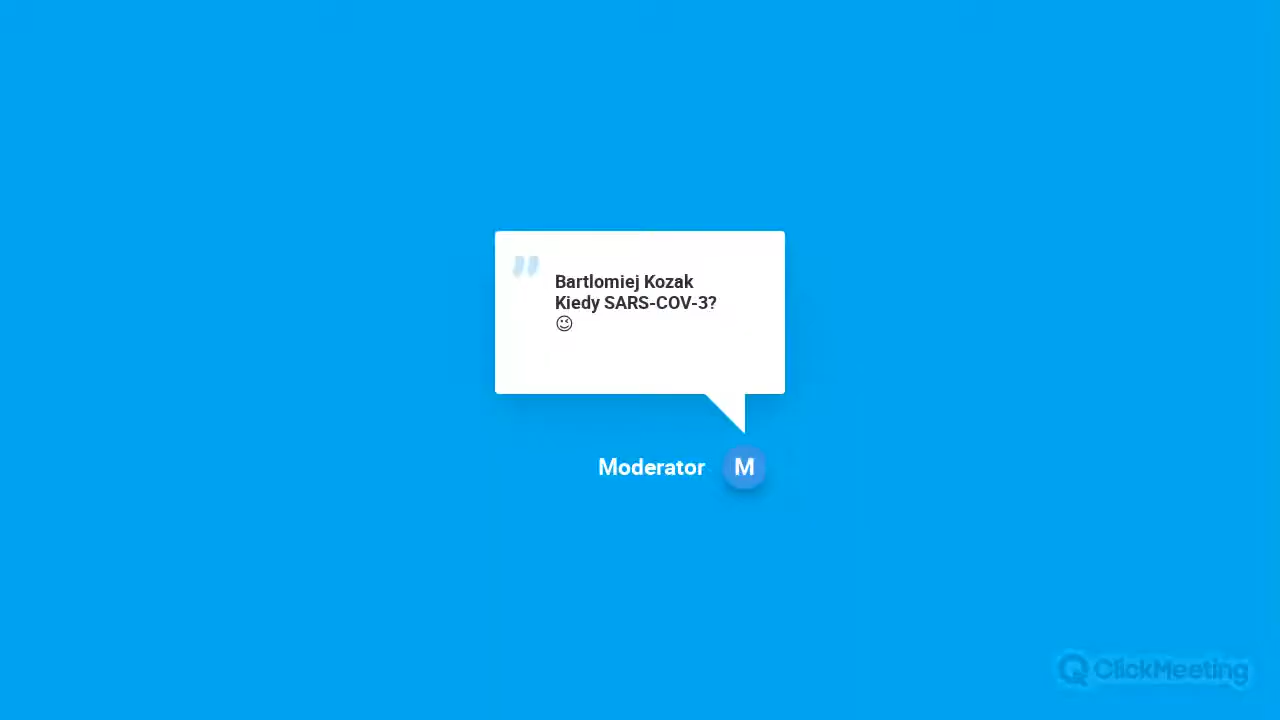 Bartlomiej Kozak
Kiedy SARS-COV-3?
😉
Moderator M
ClickMeeting